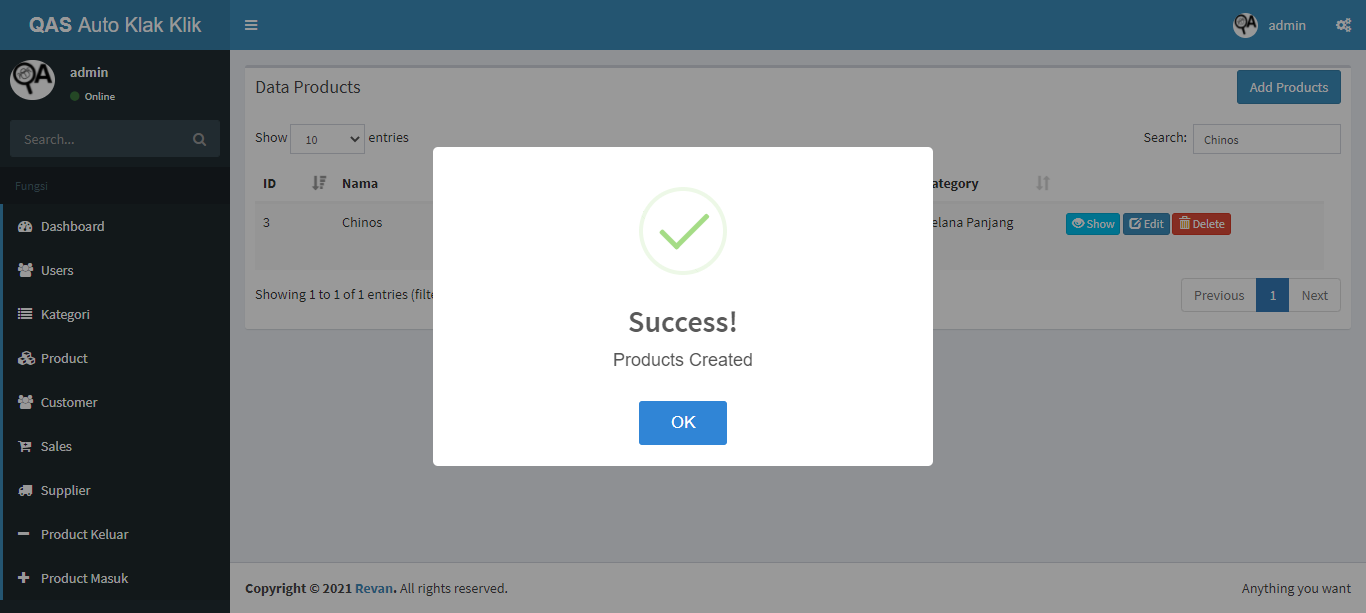 QAS Auto Klak Klik
admin
admin
Online
Search...
Fungsi
Dashboard
Users
Kategori
Product
Customer
Sales
Supplier
Product Keluar
Product Masuk
Data Products
Add Products
Show 10 entries
Search: Chinos
ID Nama
3 Chinos elana Panjang Show Edit Delete
Showing 1 to 1 of 1 entries
Previous 1 Next
Success!
Products Created
OK
Copyright © 2021 Revan. All rights reserved.
Anything you want